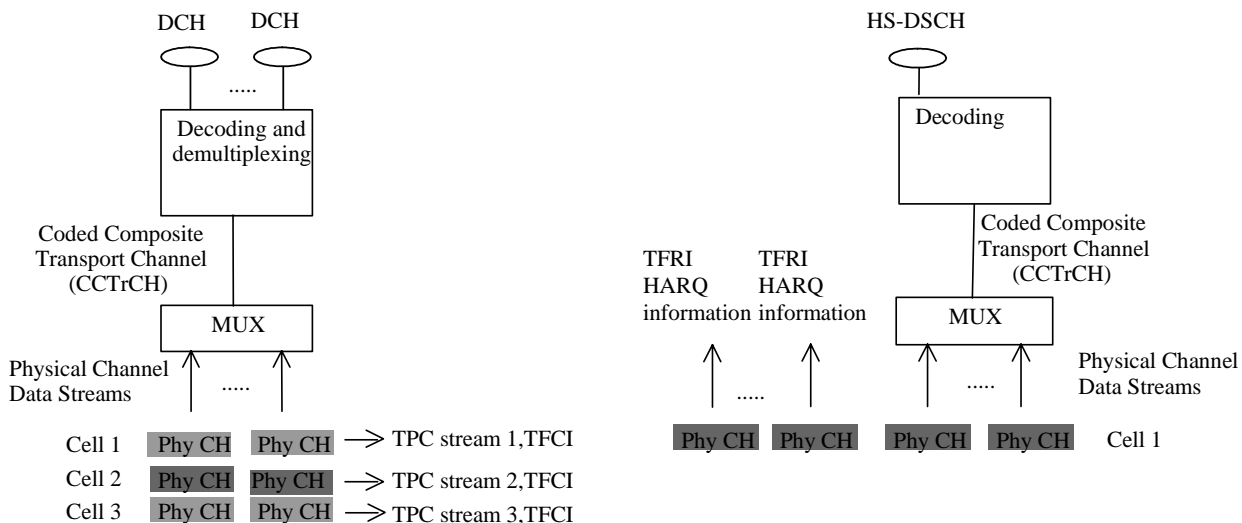 DCH
DCH
.....
Decoding and
demultiplexing
Coded Composite
Transport Channel
(CCTrCH)
MUX
Physical Channel
Data Streams
.....
Cell 1
Phy CH
Phy CH
TPC stream 1,TFCI
Cell 2
Phy CH
Phy CH
TPC stream 2,TFCI
Cell 3
Phy CH
Phy CH
TPC stream 3,TFCI
HS-DSCH
Decoding
Coded Composite
Transport Channel
(CCTrCH)
TFRI
HARQ
information
TFRI
HARQ
information
MUX
Physical Channel
Data Streams
.....
.....
Phy CH
Phy CH
Phy CH
Phy CH
Cell 1